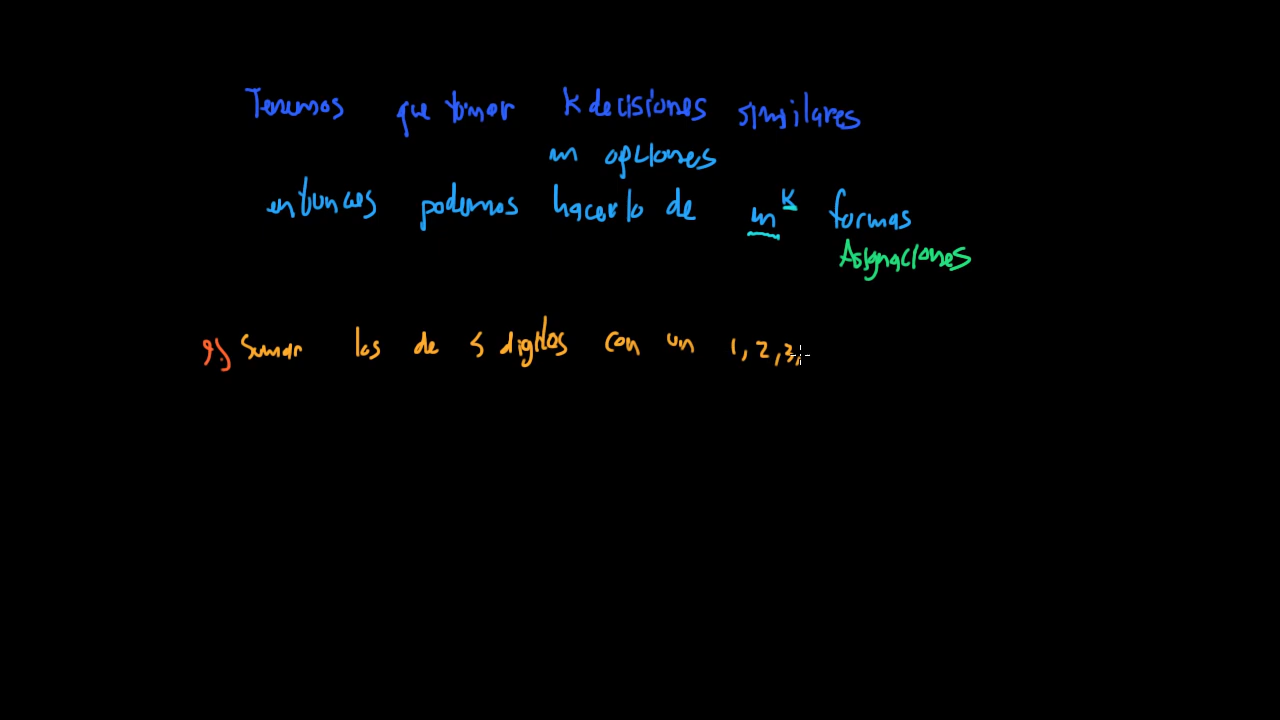 Tenemos que tomar k decisiones similares
m opciones
entonces podemos hacerlo de m^k formas
Asignaciones
Sumar los de 5 digitos con un 1, 2, 3,